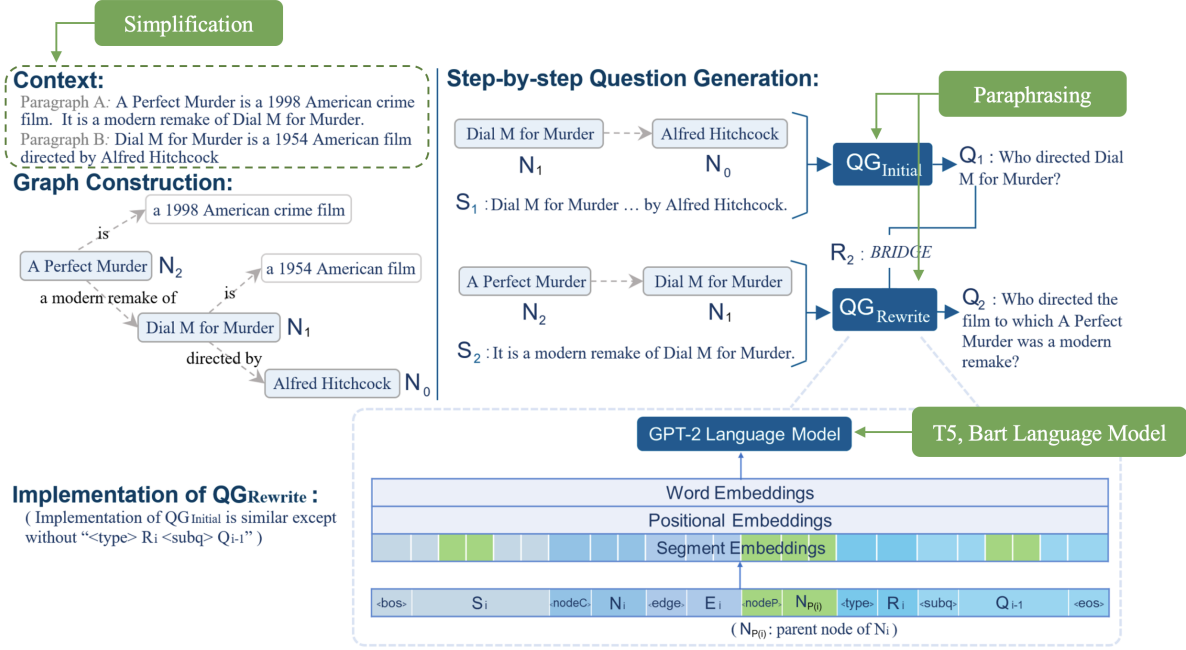 Simplification
Context:
Paragraph A: A Perfect Murder is a 1998 American crime
film. It is a modern remake of Dial M for Murder.
Paragraph B: Dial M for Murder is a 1954 American film
directed by Alfred Hitchcock
Graph Construction:
a 1998 American crime film
is
A Perfect Murder N2
a 1954 American film
a modern remake of
is
Dial M for Murder N1
directed by
Alfred Hitchcock N0
Step-by-step Question Generation:
Paraphrasing
Dial M for Murder
Alfred Hitchcock
N1
N0
S1 : Dial M for Murder … by Alfred Hitchcock.
QGInitial
Q1 : Who directed Dial
M for Murder?
R2 : BRIDGE
A Perfect Murder
Dial M for Murder
N2
N1
S2 : It is a modern remake of Dial M for Murder.
QGRewrite
Q2 : Who directed the
film to which A Perfect
Murder was a modern
remake?
GPT-2 Language Model
T5, Bart Language Model
Implementation of QGRewrite :
( Implementation of QGInitial is similar except
without “<type> Ri <subq> Qi-1” )
Word Embeddings
Positional Embeddings
Segment Embeddings
<bos> Si <nodeC> Ni <edge> Ei <nodeP> NP(i) <type> Ri <subq> Qi-1 <eos>
( NP(i) : parent node of Ni )